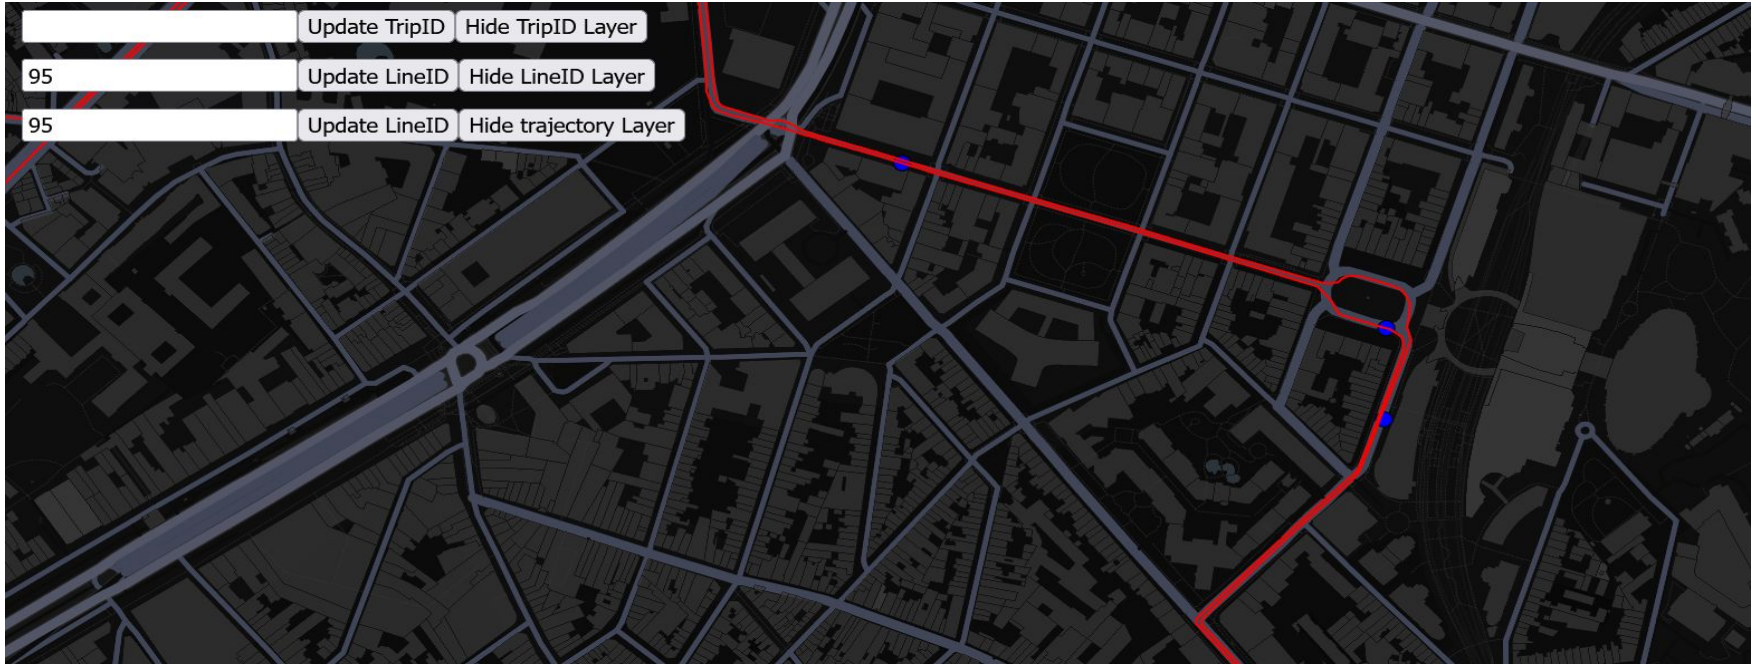 Update TripID Hide TripID Layer
95 Update LineID Hide LineID Layer
95 Update LineID Hide trajectory Layer